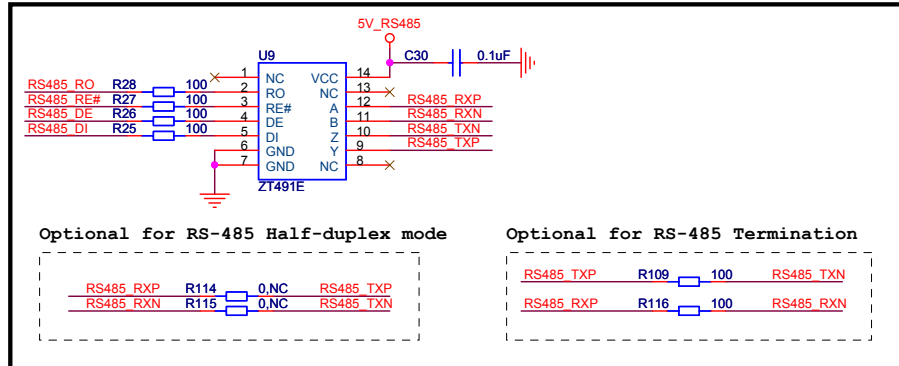 5V_RS485
U9
C30 0.1uF
1 NC VCC 14
RS485_RO R28 100 2 RO NC 13
RS485_RE# R27 100 3 RE# A 12 RS485_RXP
RS485_DE R26 100 4 DE B 11 RS485_RXN
RS485_DI R25 100 5 DI Z 10 RS485_TXN
6 GND Y 9 RS485_TXP
7 GND NC 8
ZT491E
Optional for RS-485 Half-duplex mode
RS485_RXP R114 0,NC RS485_TXP
RS485_RXN R115 0,NC RS485_TXN
Optional for RS-485 Termination
RS485_TXP R109 100 RS485_TXN
RS485_RXP R116 100 RS485_RXN